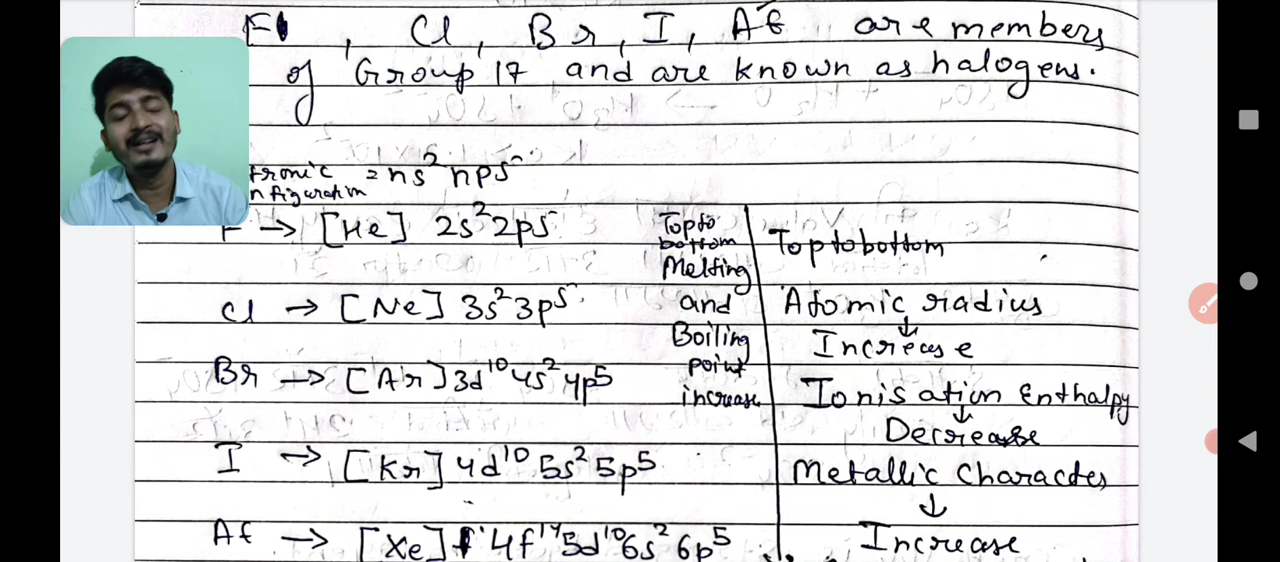 F , Cl, Br, I, At are members
of Group 17 and are known as halogens.
tronic = ns² np5
nfiguration
F → [He] 2s² 2p5
Cl → [Ne] 3s² 3p5
Br → [Ar] 3d10 4s² 4p5
I → [Kr] 4d10 5s² 5p5
At → [Xe] 4f14 5d10 6s² 6p5
Top to
bottom
Melting
and
Boiling
point
increase
Top to bottom
Atomic radius
↓
Increase
Ionisation Enthalpy
↓
Decrease
Metallic Character
↓
Increase